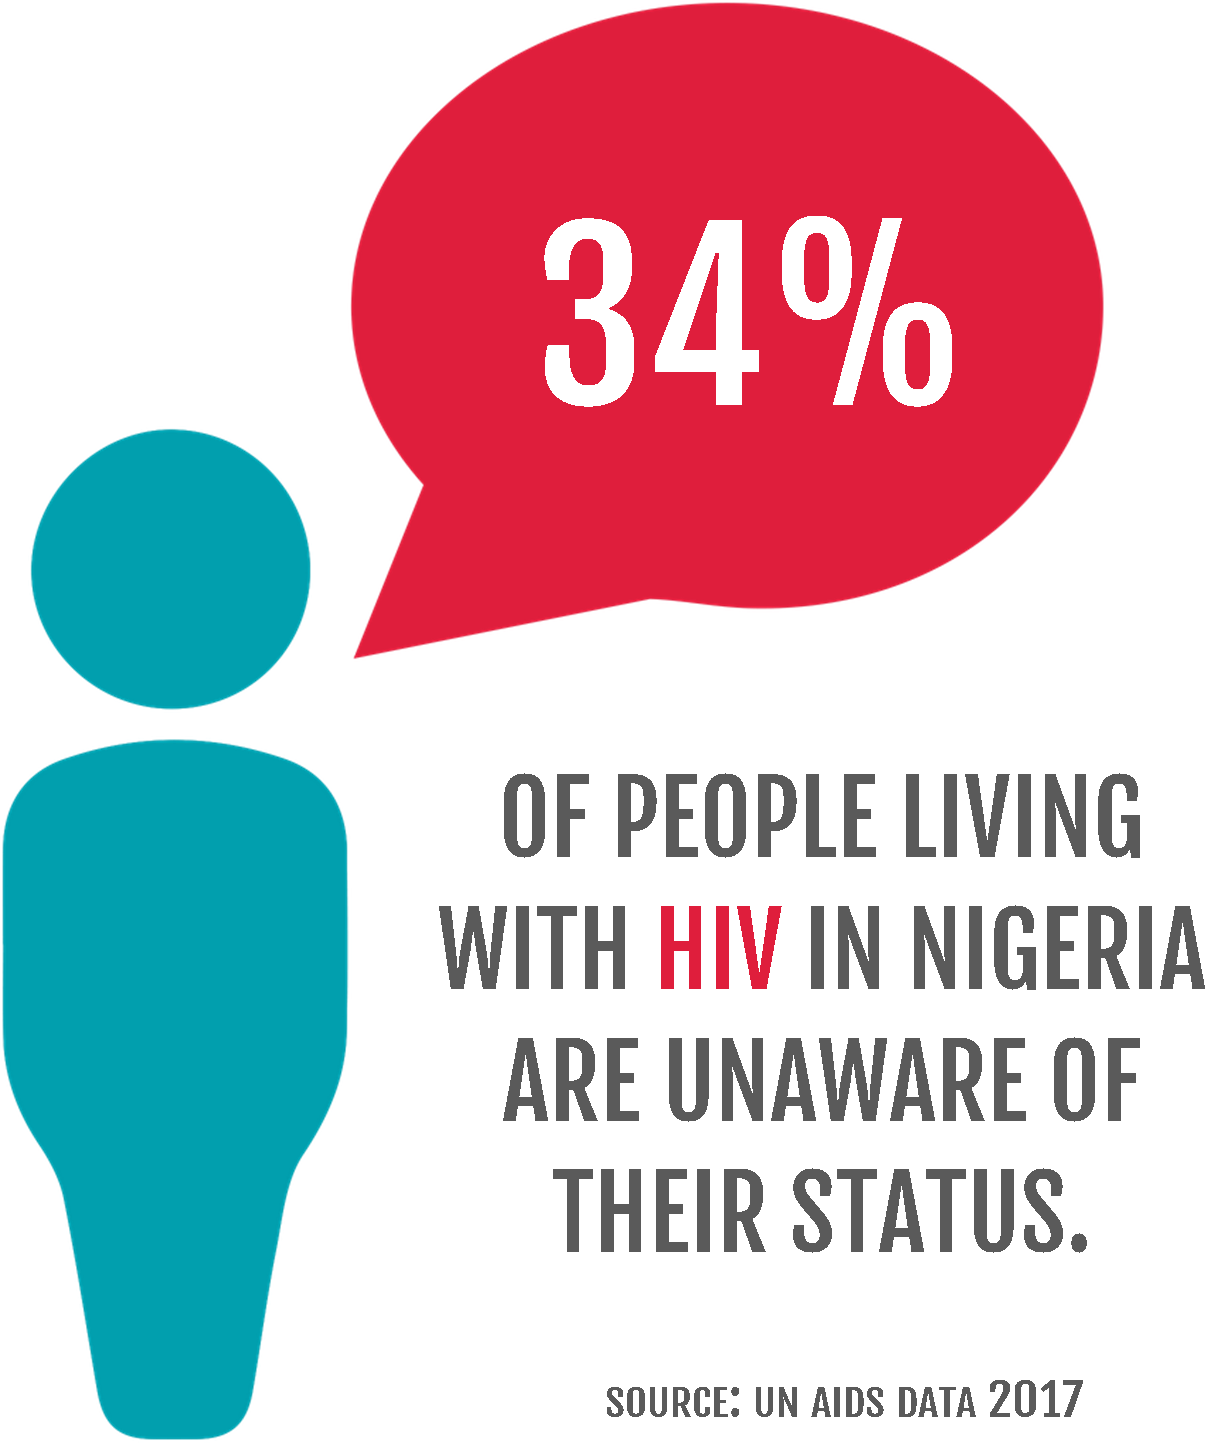 34%
OF PEOPLE LIVING
WITH HIV IN NIGERIA
ARE UNAWARE OF
THEIR STATUS.
SOURCE: UN AIDS DATA 2017